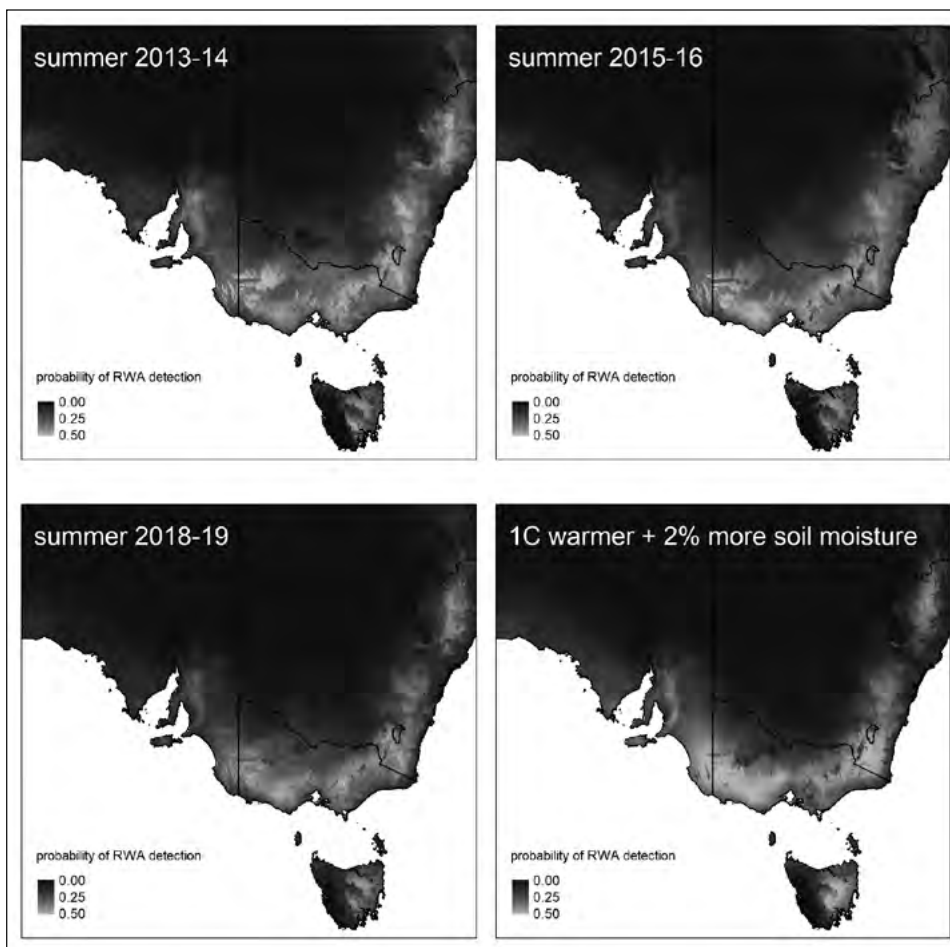 summer 2013-14
probability of RWA detection
0.00
0.25
0.50
summer 2015-16
probability of RWA detection
0.00
0.25
0.50
summer 2018-19
probability of RWA detection
0.00
0.25
0.50
1C warmer + 2% more soil moisture
probability of RWA detection
0.00
0.25
0.50